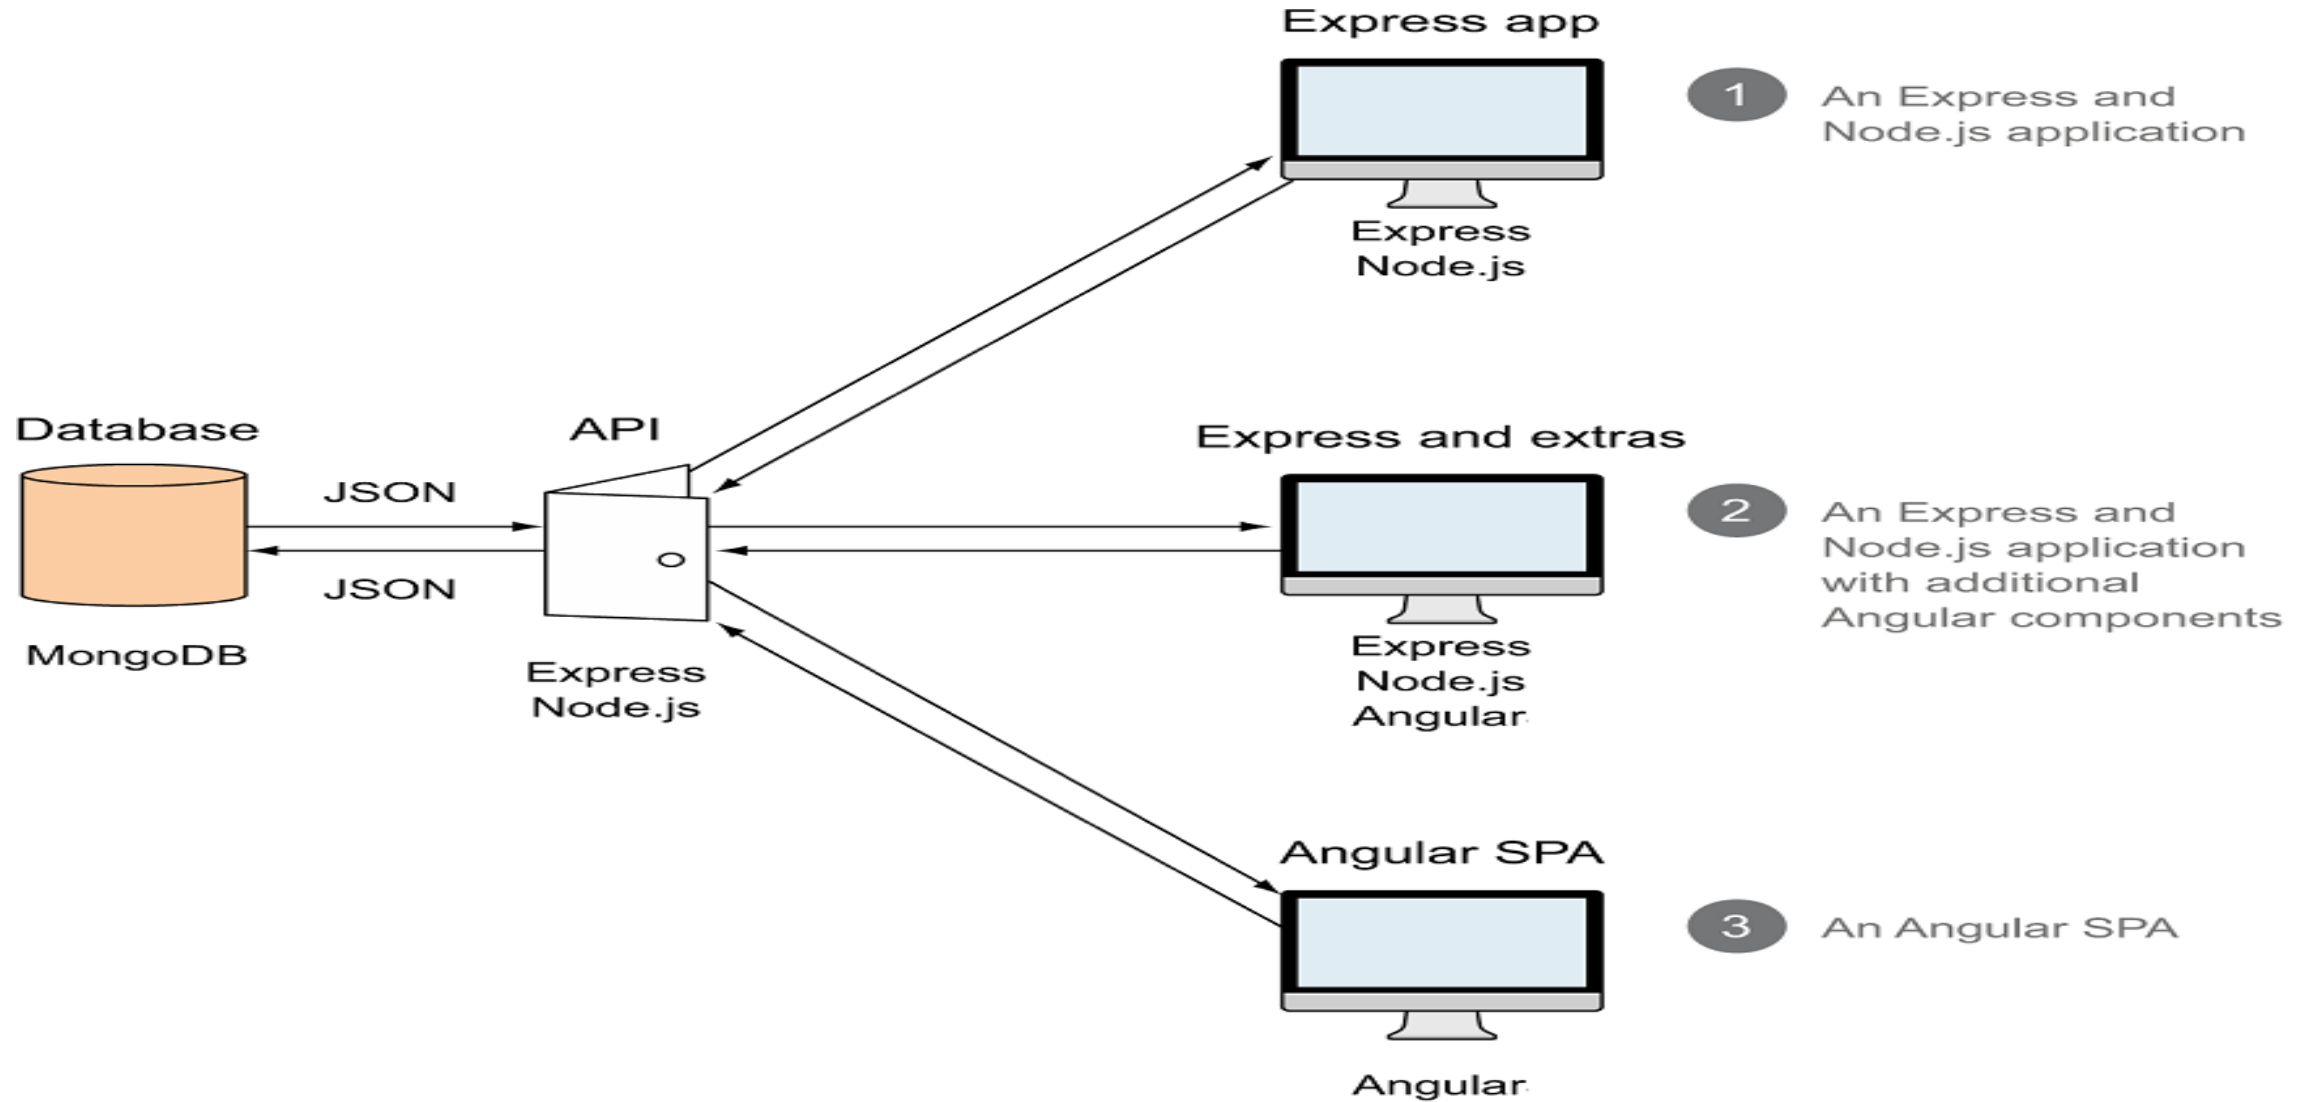 Express app
1
An Express and
Node.js application
Express
Node.js
Database
API
JSON
JSON
MongoDB
Express
Node.js
Express and extras
2
An Express and
Node.js application
with additional
Angular components
Express
Node.js
Angular
Angular SPA
3
An Angular SPA
Angular